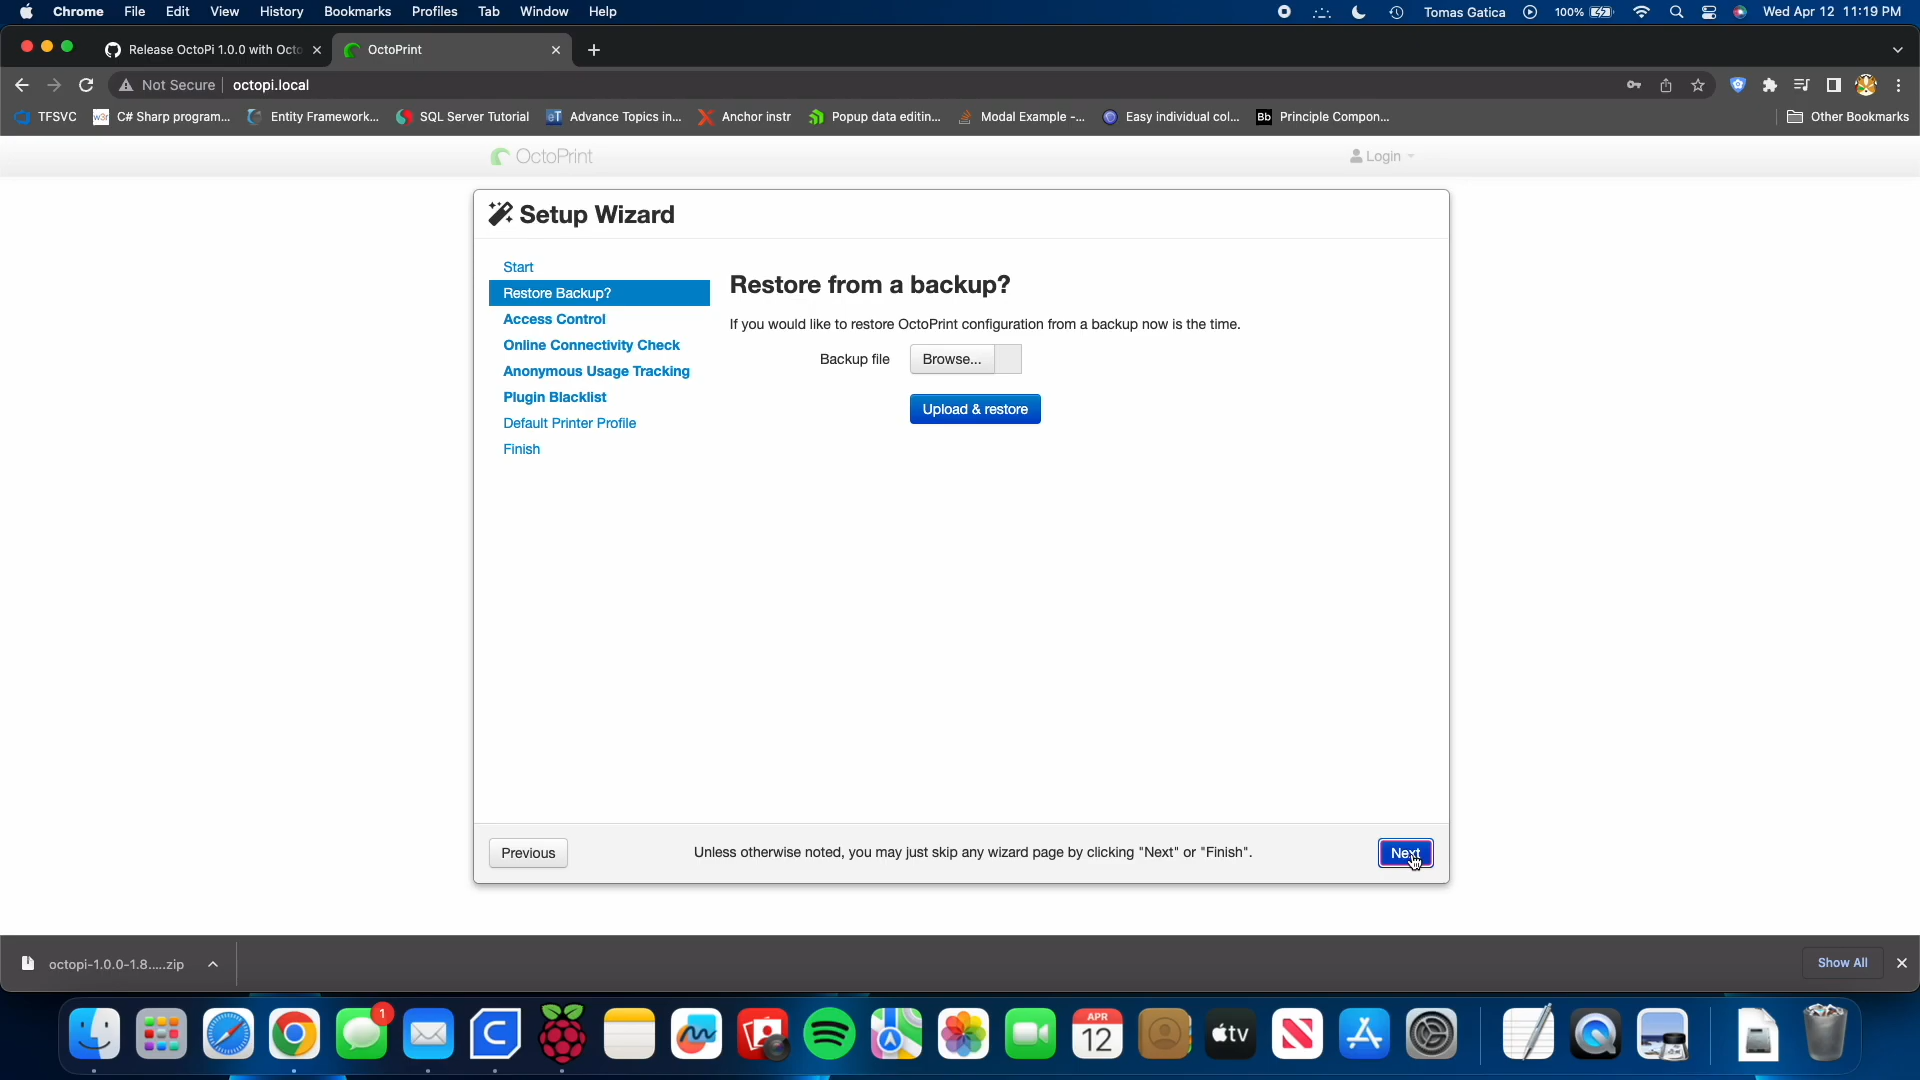 Chrome File Edit View History Bookmarks Profiles Tab Window Help Tomas Gatica 100% Wed Apr 12 11:19 PM
Release OctoPi 1.0.0 with Octo OctoPrint
Not Secure octopi.local
TFSVC w3r C# Sharp program... Entity Framework... SQL Server Tutorial eT Advance Topics in... Anchor instr Popup data editin... Modal Example -... Easy individual col... Bb Principle Compon... Other Bookmarks
OctoPrint Login
Setup Wizard
Start
Restore Backup?
Access Control
Online Connectivity Check
Anonymous Usage Tracking
Plugin Blacklist
Default Printer Profile
Finish
Restore from a backup?
If you would like to restore OctoPrint configuration from a backup now is the time.
Backup file Browse...
Upload & restore
Previous Unless otherwise noted, you may just skip any wizard page by clicking "Next" or "Finish". Next
octopi-1.0.0-1.8.....zip Show All
1
APR
12
tv